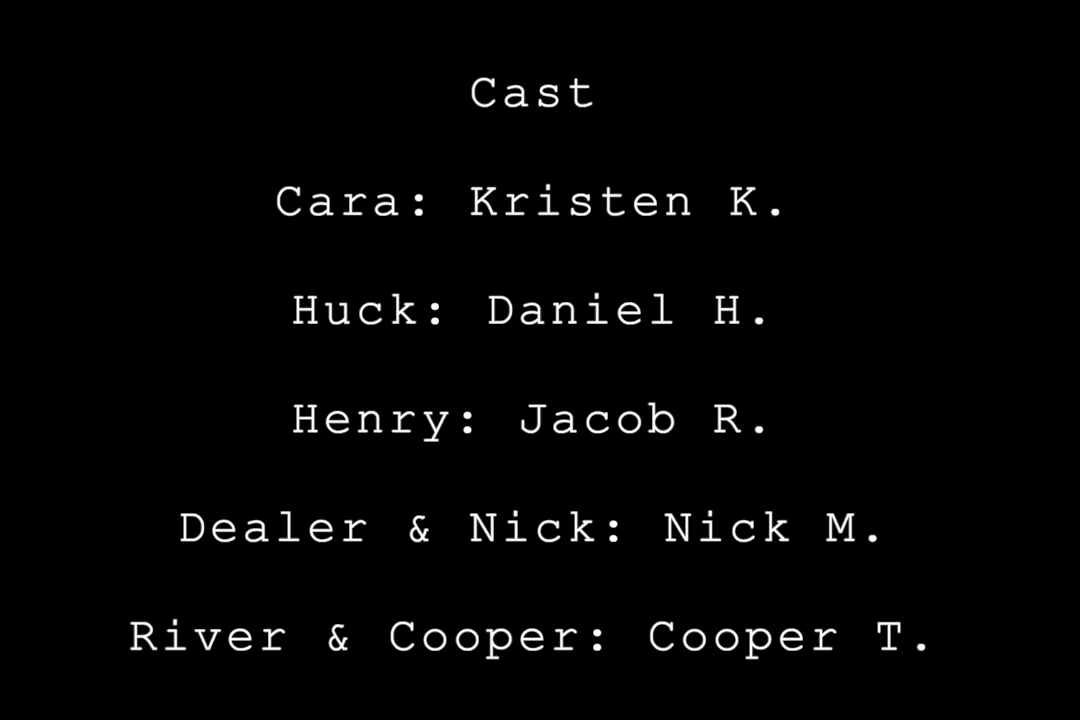 Cast
Cara: Kristen K.
Huck: Daniel H.
Henry: Jacob R.
Dealer & Nick: Nick M.
River & Cooper: Cooper T.